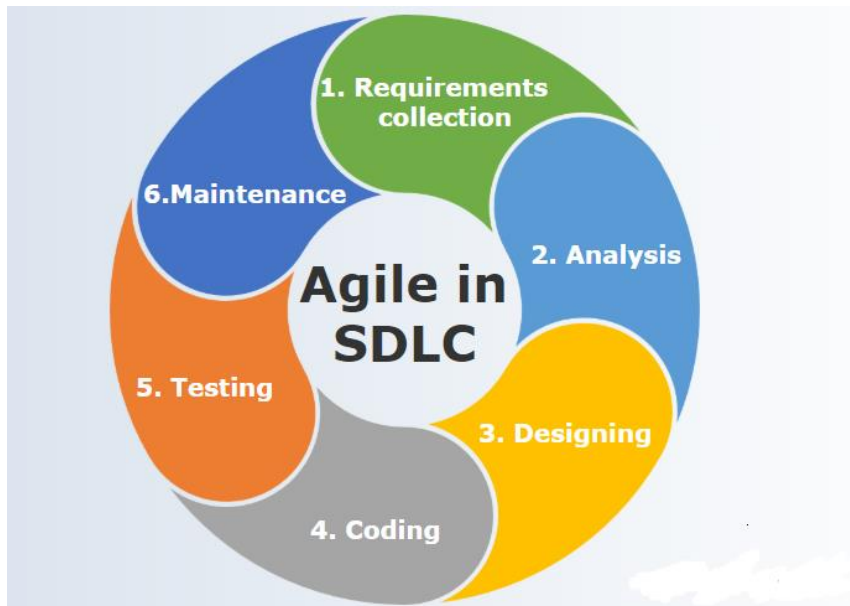 1. Requirements
collection
2. Analysis
3. Designing
4. Coding
5. Testing
6.Maintenance
Agile in
SDLC